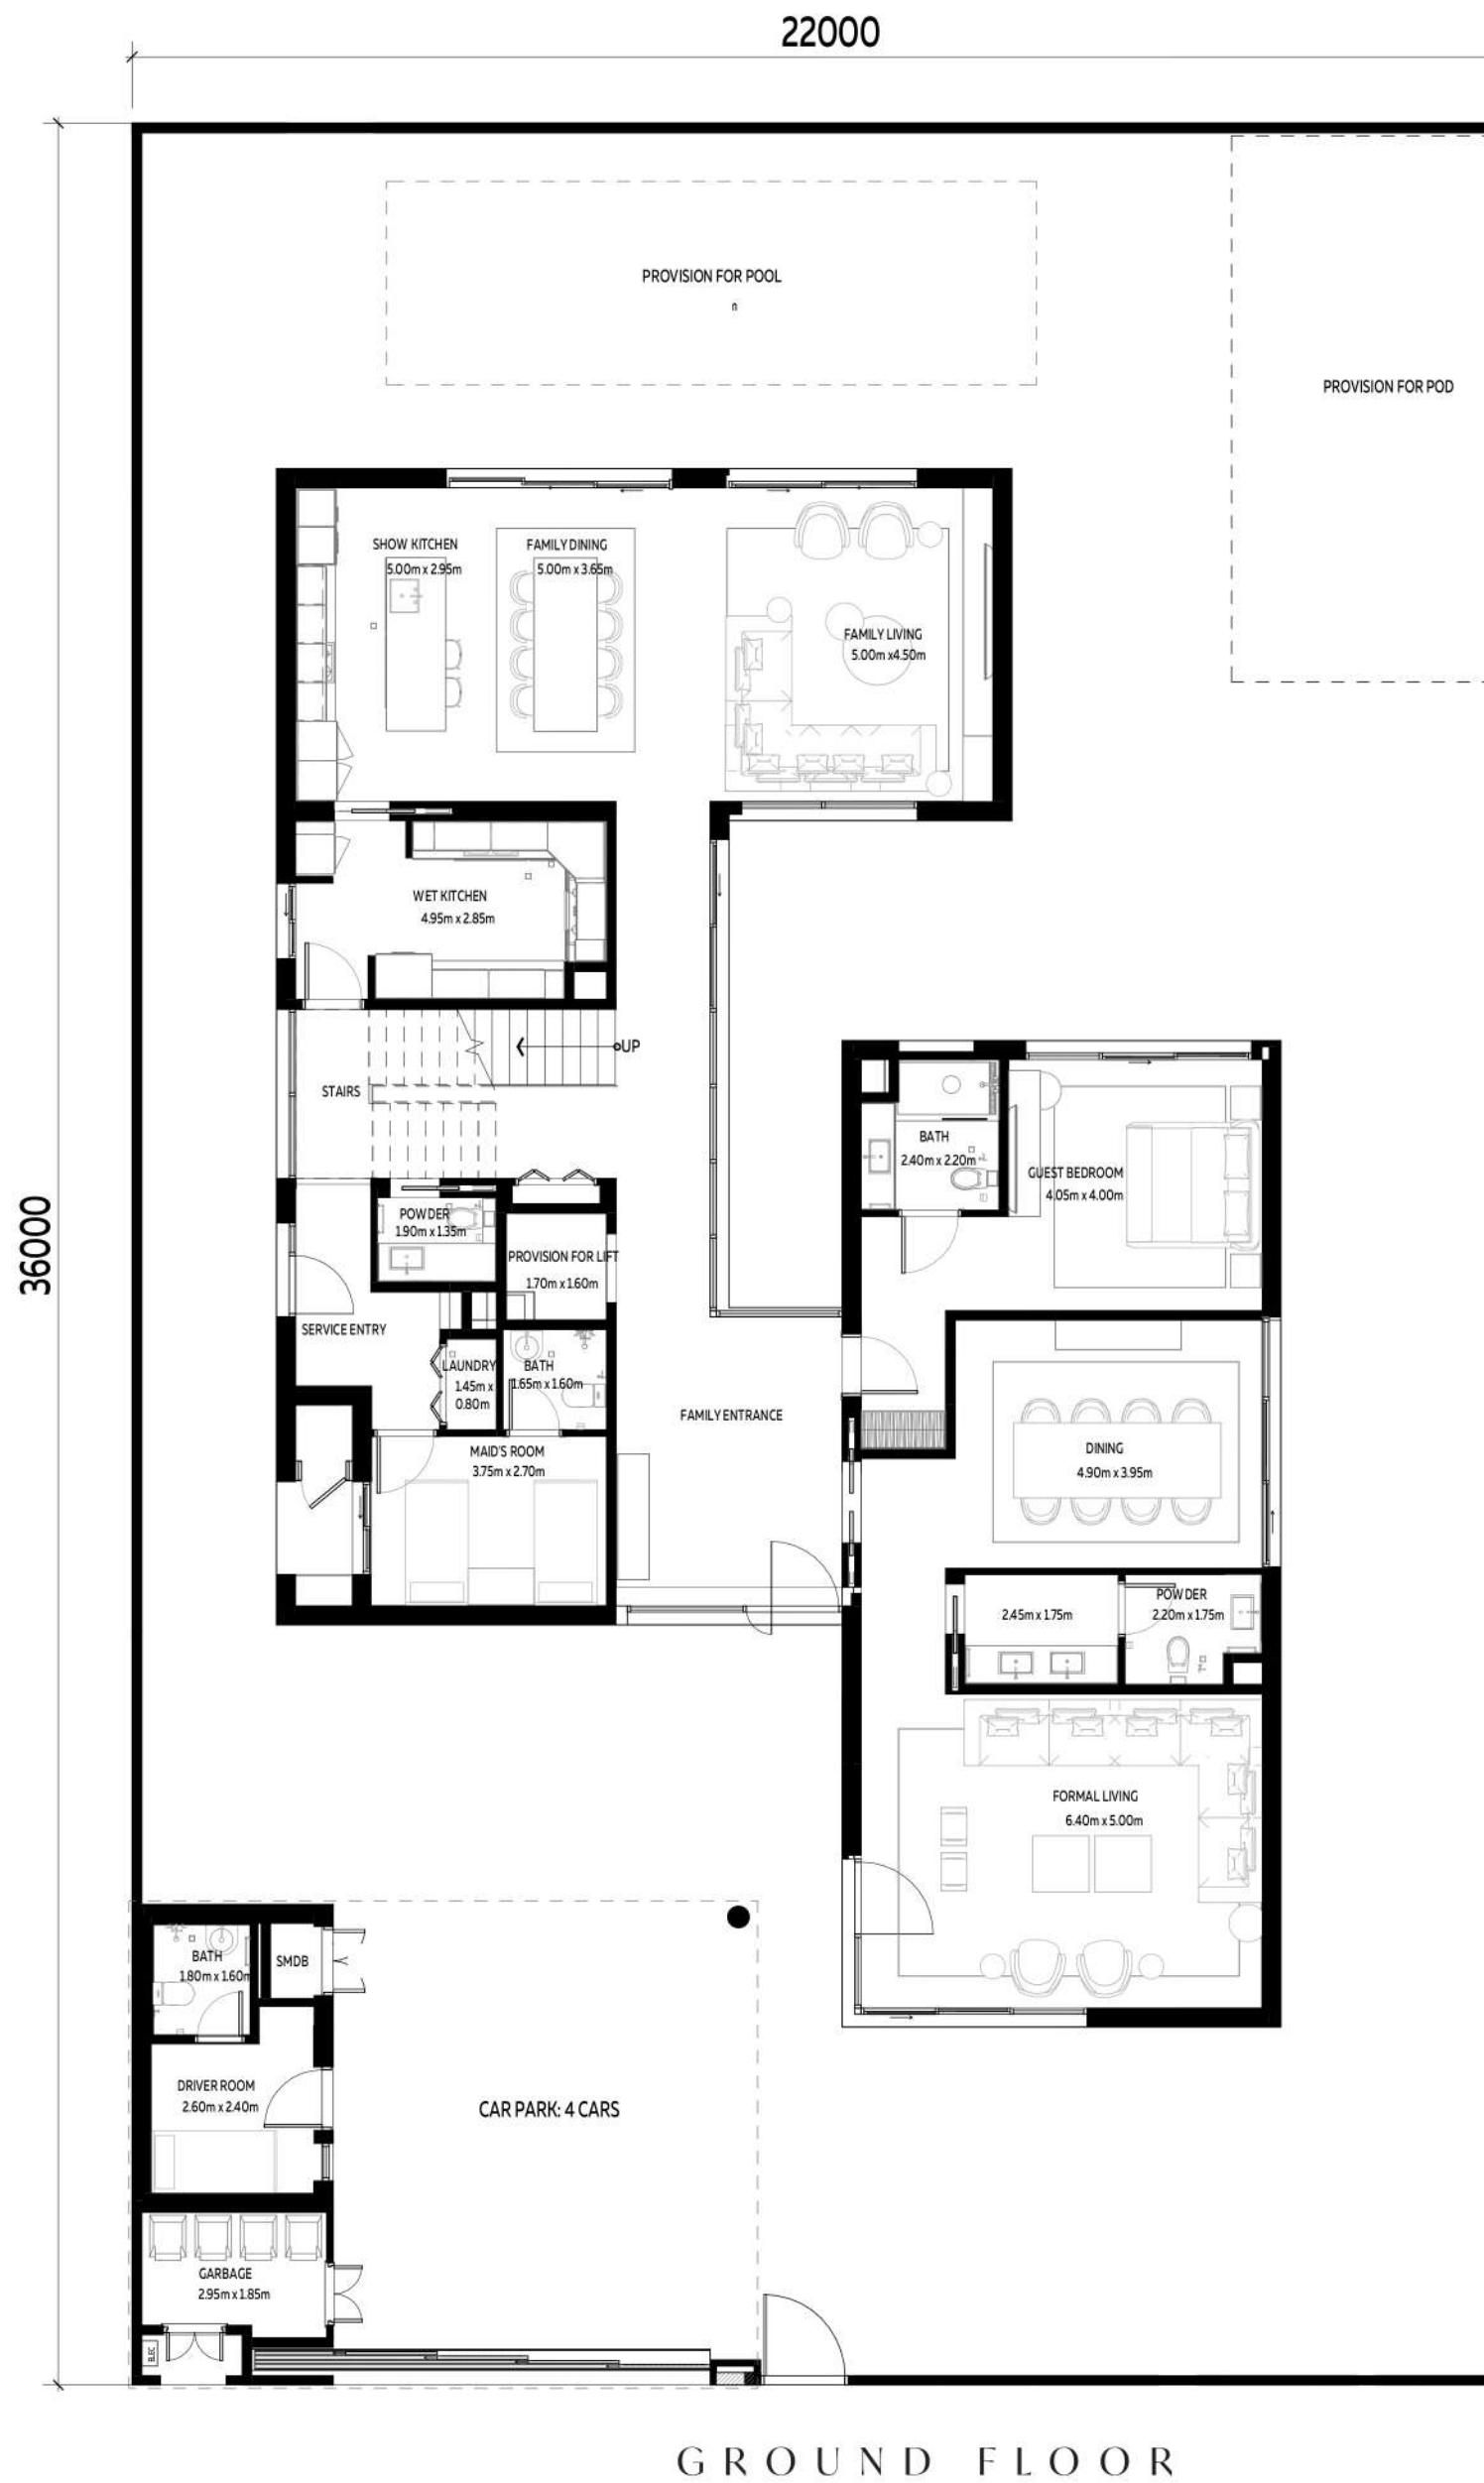 22000
PROVISION FOR POOL
PROVISION FOR POD
SHOW KITCHEN
5.00m x 2.95m
FAMILY DINING
5.00m x 3.65m
FAMILY LIVING
5.00m x4.50m
WET KITCHEN
4.95m x 2.85m
UP
STAIRS
BATH
2.40m x 2.20m
GUEST BEDROOM
4.05m x 4.00m
POWDER
1.90m x 1.35m
PROVISION FOR LIFT
1.70m x 1.60m
36000
SERVICE ENTRY
LAUNDRY
1.45m x
0.80m
BATH
1.65m x 1.60m
FAMILY ENTRANCE
MAID'S ROOM
3.75m x 2.70m
DINING
4.90m x 3.95m
2.45m x 1.75m
POWDER
2.20m x 1.75m
FORMAL LIVING
6.40m x 5.00m
BATH
1.80m x 1.60m
SMDB
DRIVER ROOM
2.60m x 2.40m
CAR PARK: 4 CARS
GARBAGE
2.95m x 1.85m
ELEC
GROUND FLOOR